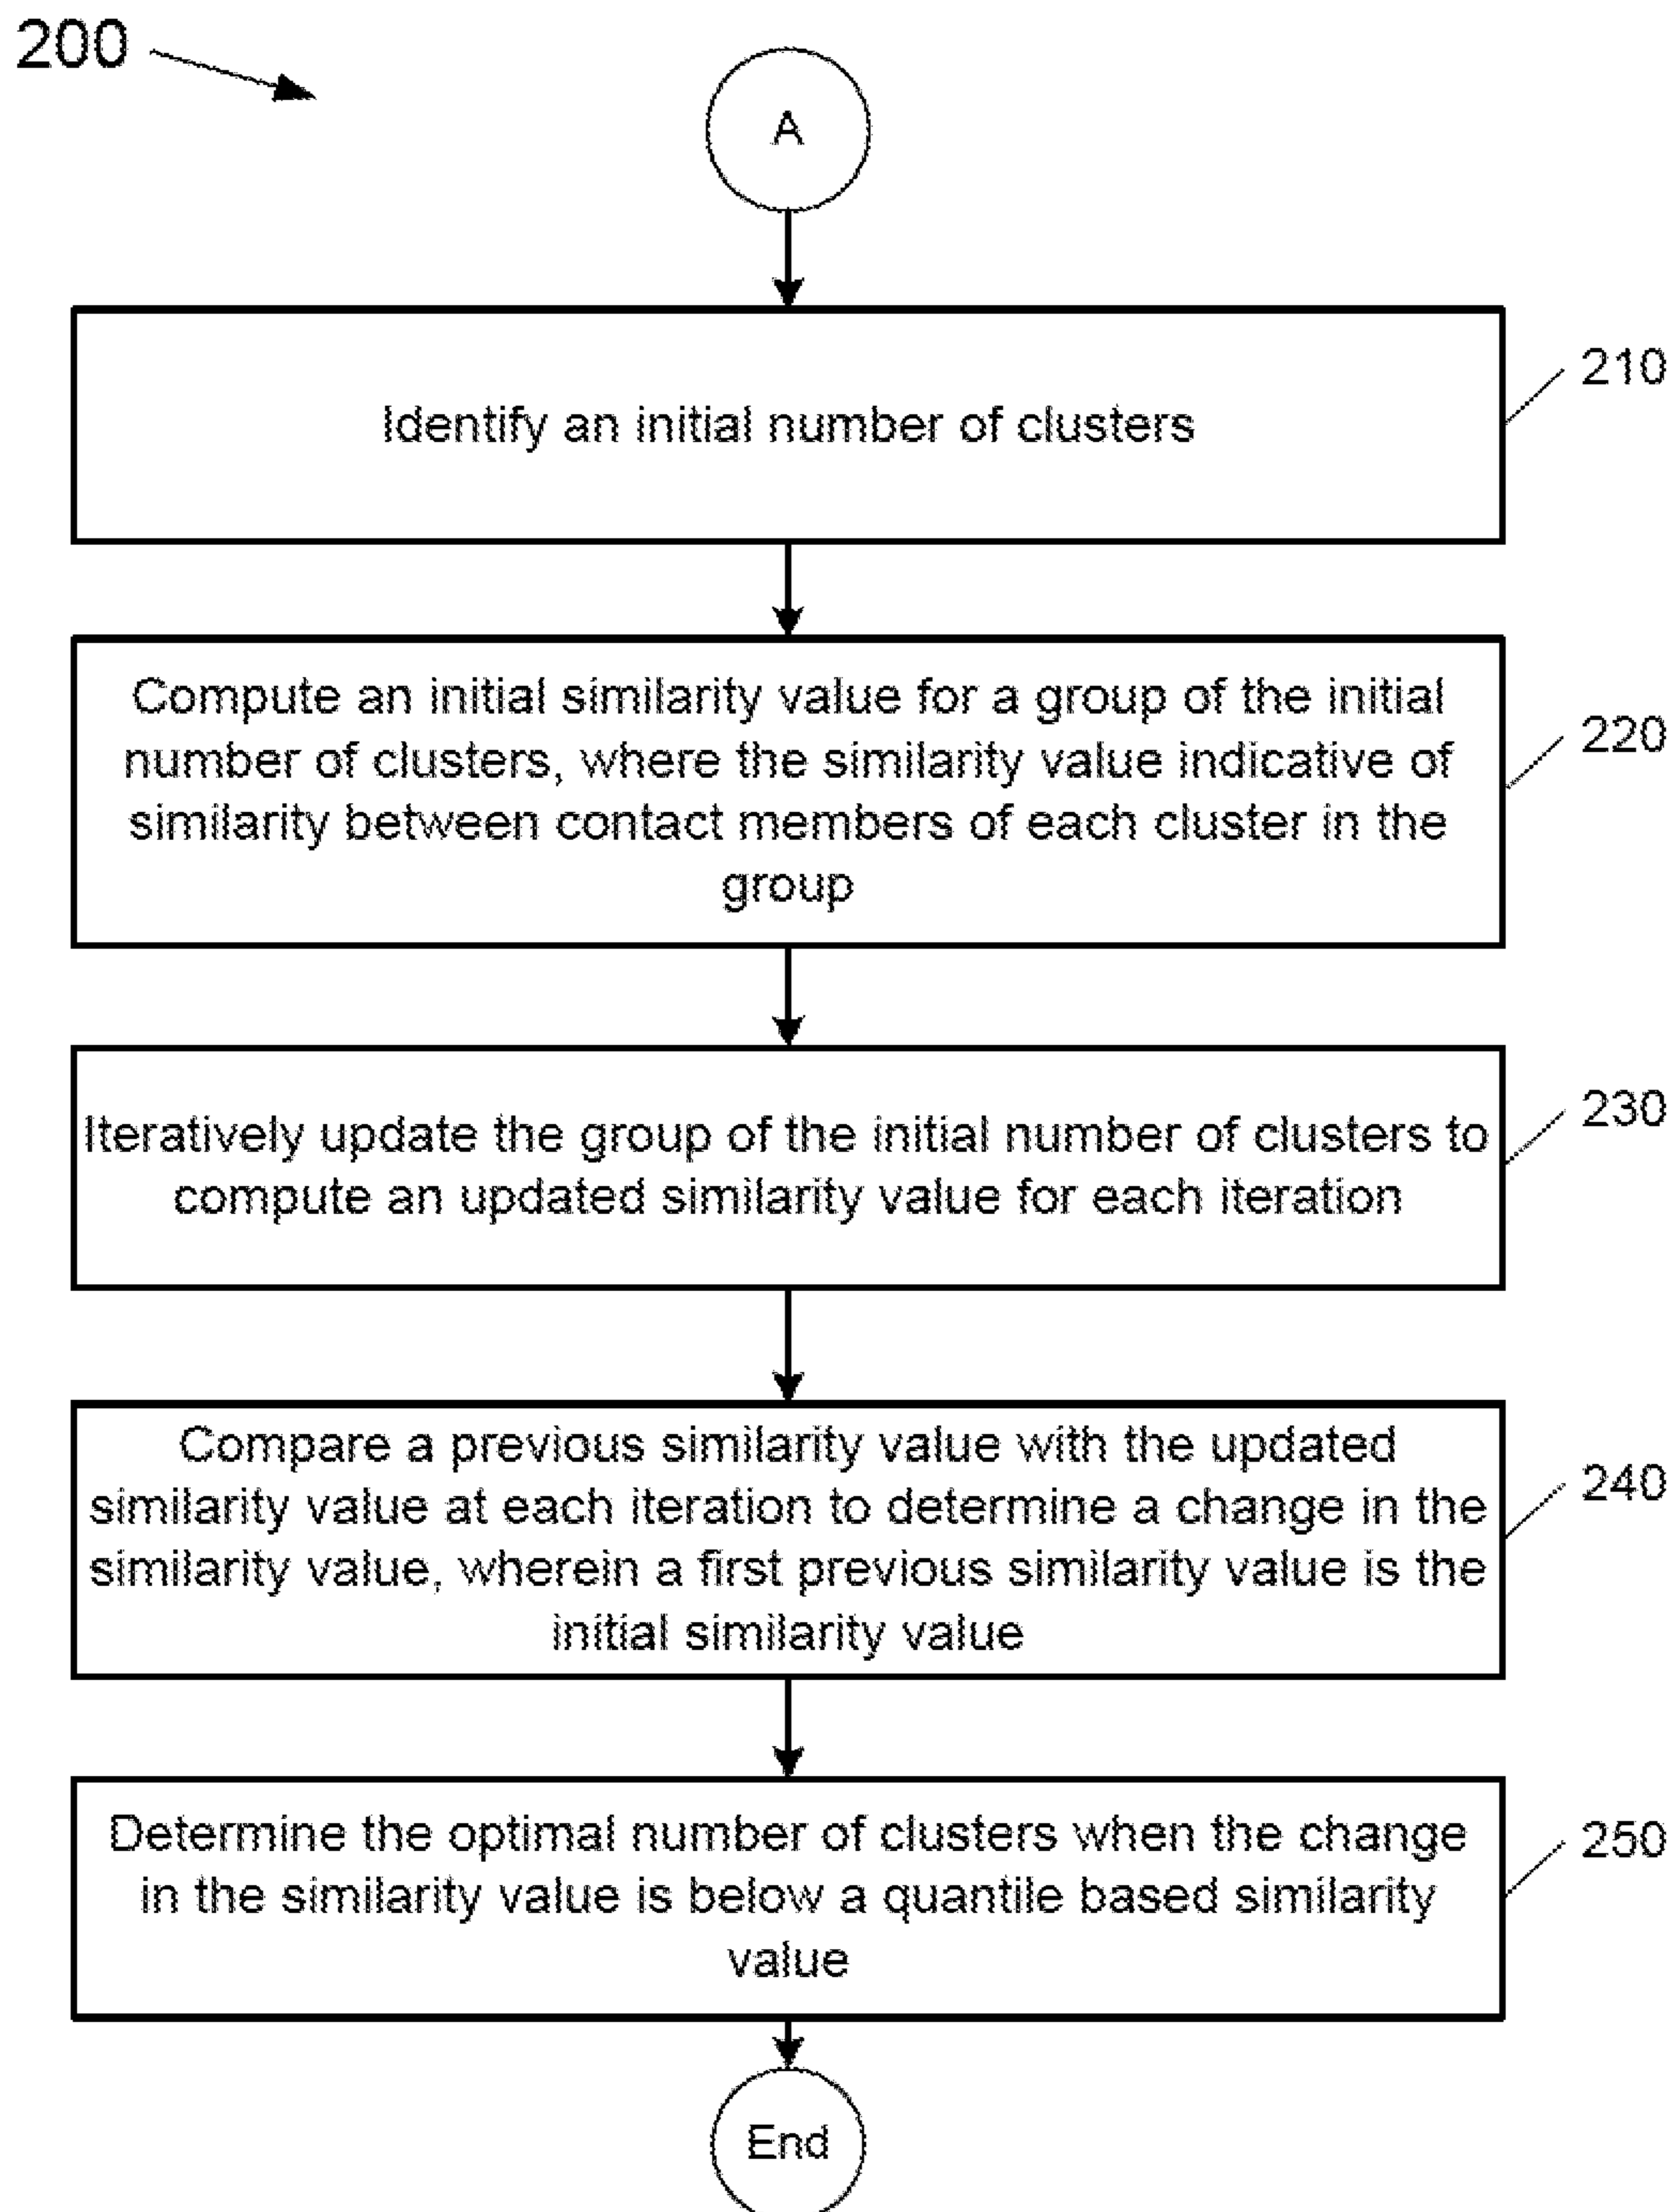 200
A
Identify an initial number of clusters
210
Compute an initial similarity value for a group of the initial
number of clusters, where the similarity value indicative of
similarity between contact members of each cluster in the
group
220
Iteratively update the group of the initial number of clusters to
compute an updated similarity value for each iteration
230
Compare a previous similarity value with the updated
similarity value at each iteration to determine a change in the
similarity value, wherein a first previous similarity value is the
initial similarity value
240
Determine the optimal number of clusters when the change
in the similarity value is below a quantile based similarity
value
250
End